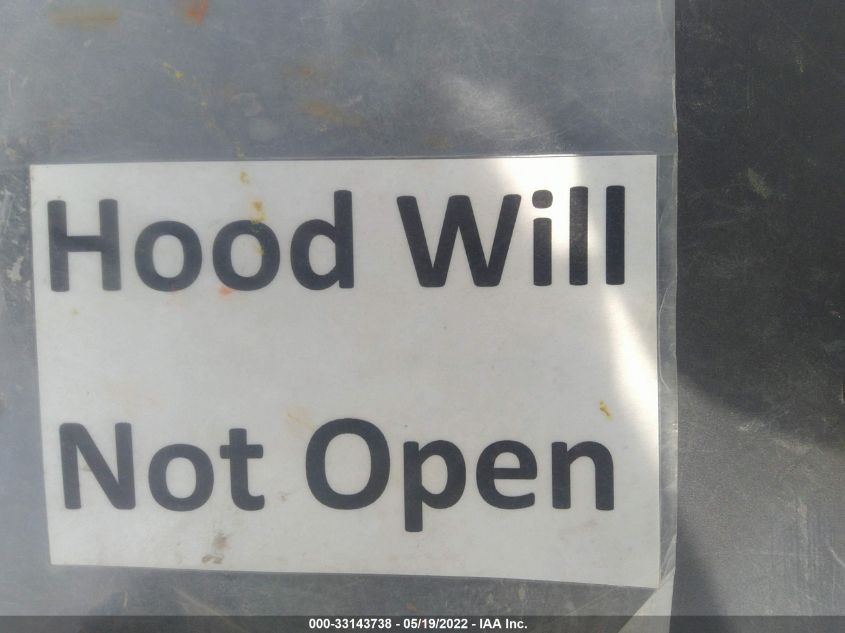 Hood Will
Not Open
000-33143738 - 05/19/2022 - IAA Inc.